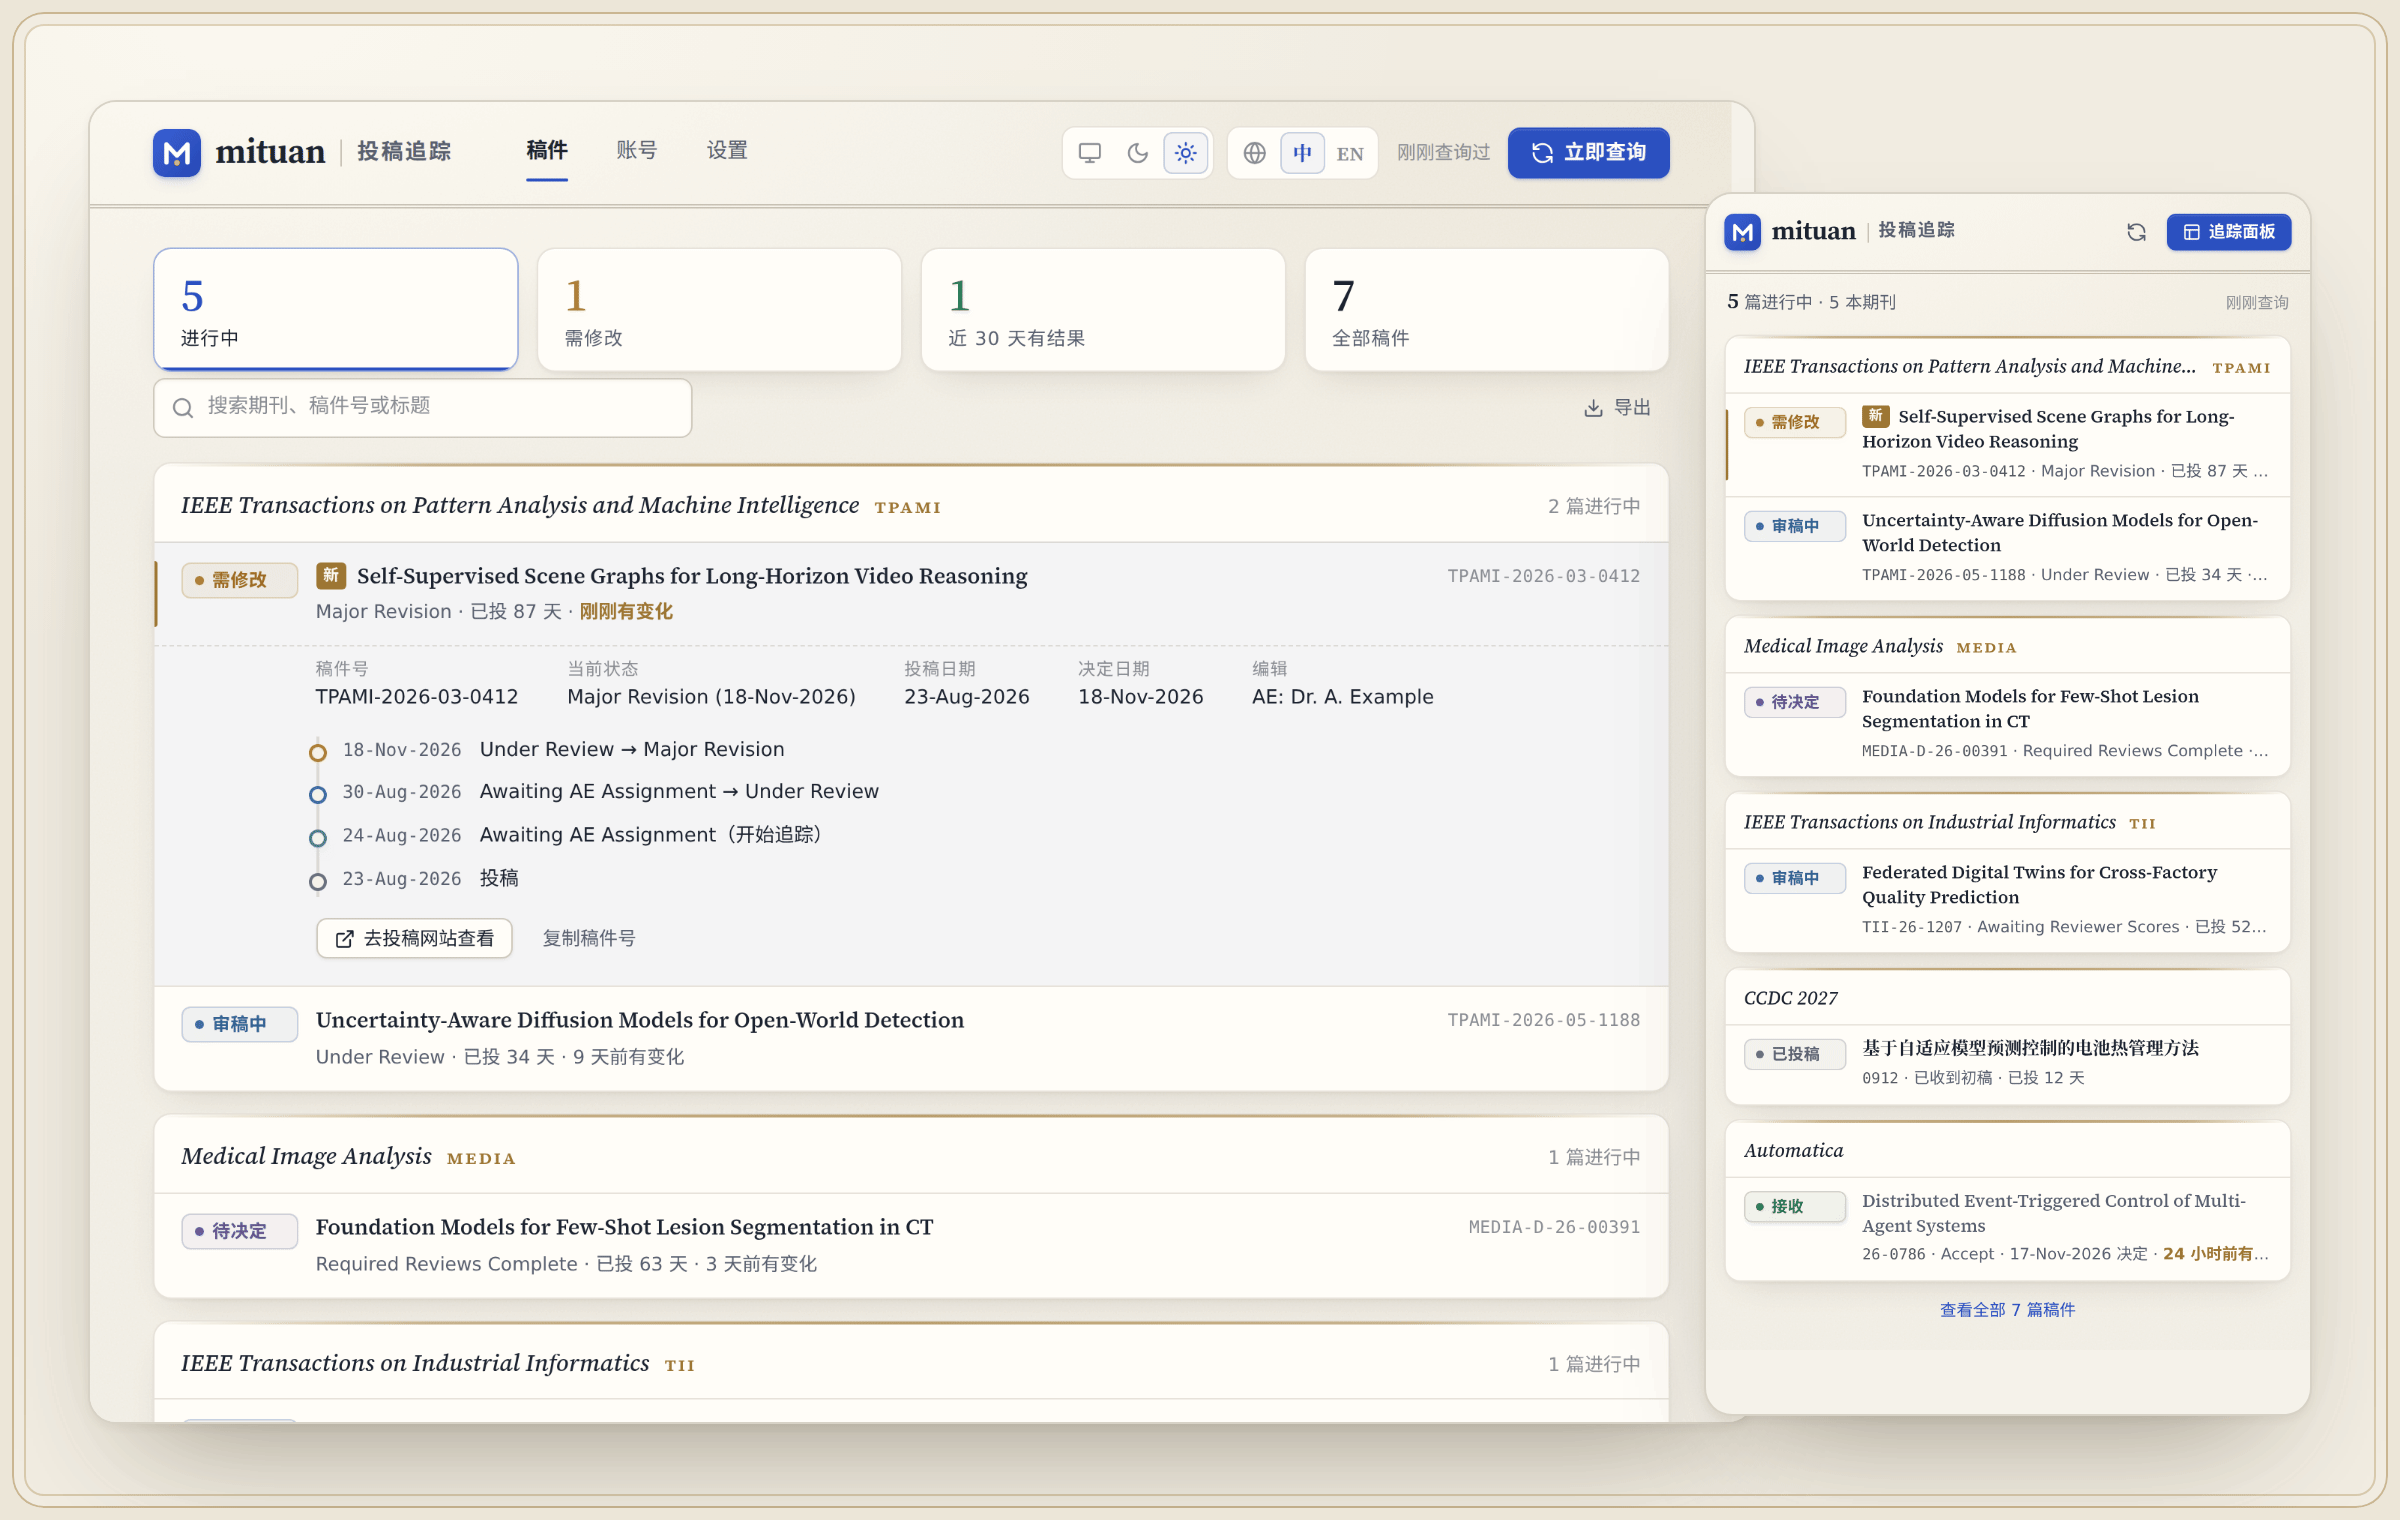 mituan | 投稿追踪
稿件 账号 设置
中 EN 刚刚查询过 立即查询
5
进行中
1
需修改
1
近 30 天有结果
7
全部稿件
搜索期刊、稿件号或标题
导出
IEEE Transactions on Pattern Analysis and Machine Intelligence TPAMI 2 篇进行中
需修改 新 Self-Supervised Scene Graphs for Long-Horizon Video Reasoning TPAMI-2026-03-0412
Major Revision · 已投 87 天 · 刚刚有变化
稿件号 当前状态 投稿日期 决定日期 编辑
TPAMI-2026-03-0412 Major Revision (18-Nov-2026) 23-Aug-2026 18-Nov-2026 AE: Dr. A. Example
18-Nov-2026 Under Review → Major Revision
30-Aug-2026 Awaiting AE Assignment → Under Review
24-Aug-2026 Awaiting AE Assignment（开始追踪）
23-Aug-2026 投稿
去投稿网站查看 复制稿件号
审稿中 Uncertainty-Aware Diffusion Models for Open-World Detection TPAMI-2026-05-1188
Under Review · 已投 34 天 · 9 天前有变化
Medical Image Analysis MEDIA 1 篇进行中
待决定 Foundation Models for Few-Shot Lesion Segmentation in CT MEDIA-D-26-00391
Required Reviews Complete · 已投 63 天 · 3 天前有变化
IEEE Transactions on Industrial Informatics TII 1 篇进行中
mituan | 投稿追踪 追踪面板
5 篇进行中 · 5 本期刊 刚刚查询
IEEE Transactions on Pattern Analysis and Machine... TPAMI
需修改 新 Self-Supervised Scene Graphs for Long-
Horizon Video Reasoning
TPAMI-2026-03-0412 · Major Revision · 已投 87 天 ...
审稿中 Uncertainty-Aware Diffusion Models for Open-
World Detection
TPAMI-2026-05-1188 · Under Review · 已投 34 天 ·...
Medical Image Analysis MEDIA
待决定 Foundation Models for Few-Shot Lesion
Segmentation in CT
MEDIA-D-26-00391 · Required Reviews Complete ·...
IEEE Transactions on Industrial Informatics TII
审稿中 Federated Digital Twins for Cross-Factory
Quality Prediction
TII-26-1207 · Awaiting Reviewer Scores · 已投 52...
CCDC 2027
已投稿 基于自适应模型预测控制的电池热管理方法
0912 · 已收到初稿 · 已投 12 天
Automatica
接收 Distributed Event-Triggered Control of Multi-
Agent Systems
26-0786 · Accept · 17-Nov-2026 决定 · 24 小时前有...
查看全部 7 篇稿件